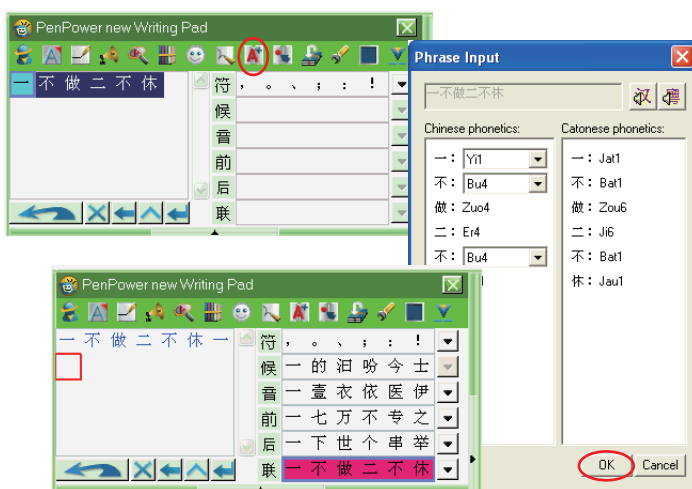 PenPower new Writing Pad
一不做二不休
符 , 。 、 ; : !
候
音
前
后
联
Phrase Input
一不做二不休
Chinese phonetics:
Catonese phonetics:
一: Yi1
一: Jat1
不: Bu4
不: Bat1
做: Zuo4
做: Zou6
二: Er4
二: Ji6
不: Bu4
不: Bat1
休: Jau1
OK
Cancel
PenPower new Writing Pad
一不做二不休一
符 , 。 、 ; : !
候 一 的 汩 吩 今 士
音 一 壹 衣 依 医 伊
前 一 七 万 不 专 之
后 一 下 世 个 串 举
联 一 不 做 二 不 休